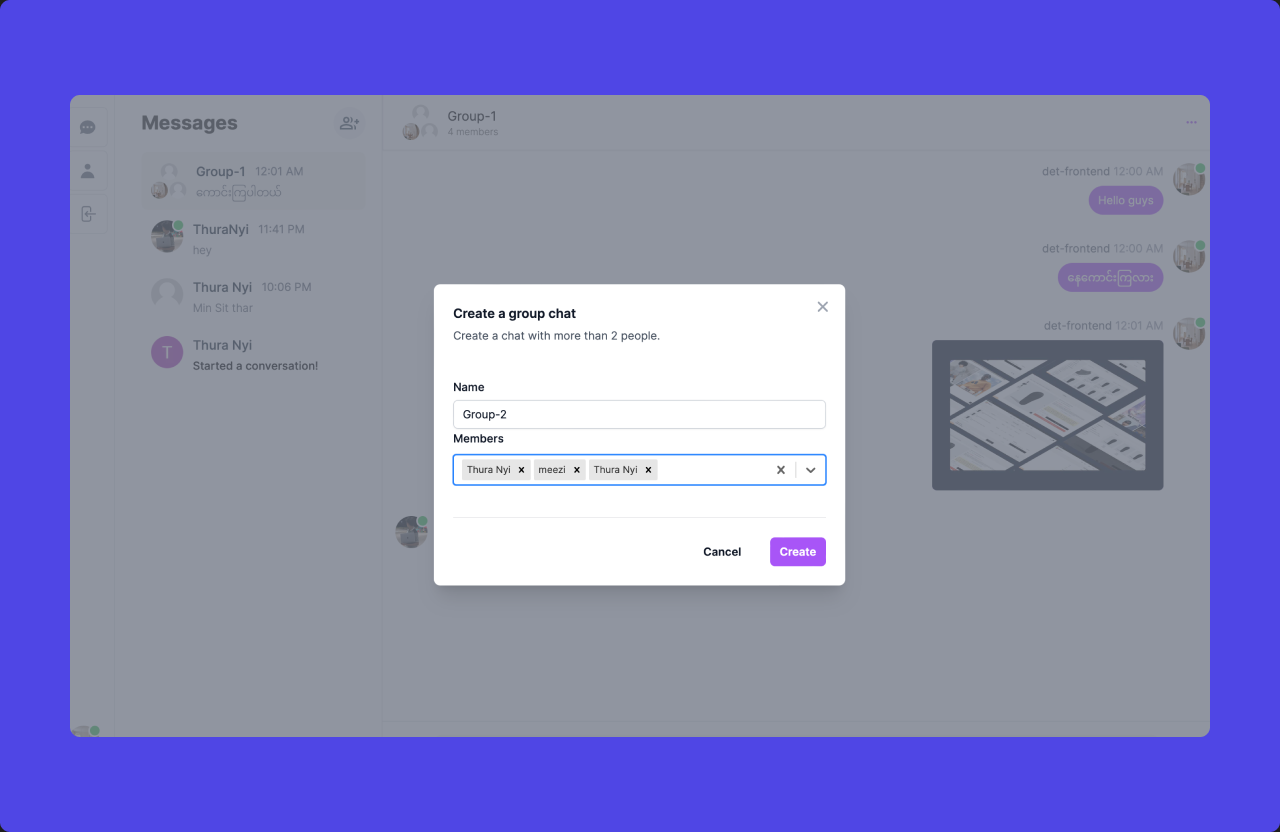 Messages
Group-1 12:01 AM
ကောင်းကြပါတယ်
ThuraNyi 11:41 PM
hey
Thura Nyi 10:06 PM
Min Sit thar
T
Thura Nyi
Started a conversation!
Group-1
4 members
det-frontend 12:00 AM
Hello guys
det-frontend 12:00 AM
နေကောင်းကြလား
det-frontend 12:01 AM
Create a group chat
Create a chat with more than 2 people.
Name
Group-2
Members
Thura Nyi meezi Thura Nyi
Cancel Create